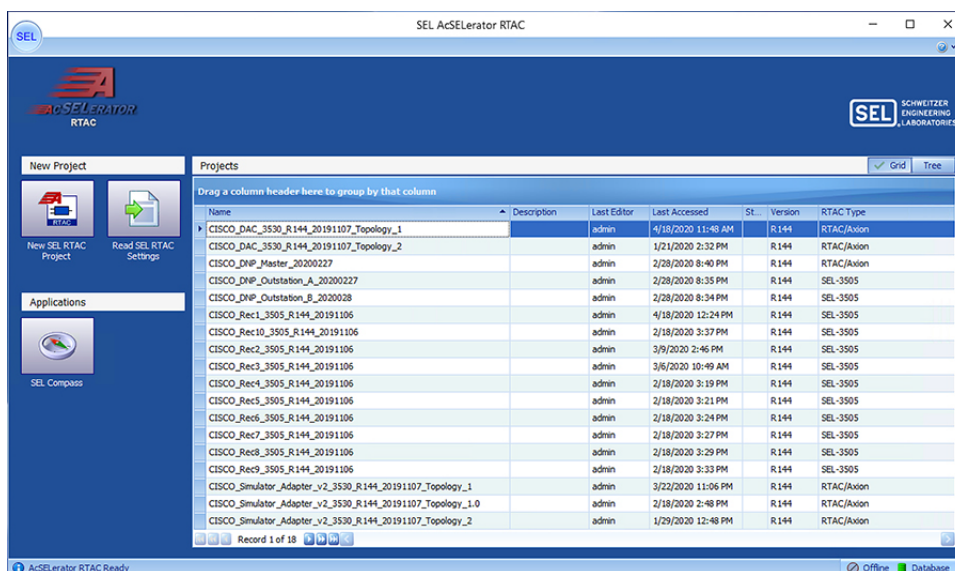 SEL AcSELerator RTAC
SEL
ACSELERATOR
RTAC
SEL SCHWEITZER
ENGINEERING
LABORATORIES
New Project
Projects
Grid Tree
Drag a column header here to group by that column
Name Description Last Editor Last Accessed St... Version RTAC Type
RTAC
New SEL RTAC
Project
Read SEL RTAC
Settings
CISCO_DAC_3530_R144_20191107_Topology_1 admin 4/18/2020 11:48 AM R144 RTAC/Axion
CISCO_DAC_3530_R144_20191107_Topology_2 admin 1/21/2020 2:32 PM R144 RTAC/Axion
CISCO_DNP_Master_20200227 admin 2/28/2020 8:40 PM R144 RTAC/Axion
CISCO_DNP_Outstation_A_20200227 admin 2/28/2020 8:35 PM R144 SEL-3505
CISCO_DNP_Outstation_B_2020028 admin 2/28/2020 8:34 PM R144 SEL-3505
CISCO_Rec1_3505_R144_20191106 admin 4/18/2020 12:24 PM R144 SEL-3505
CISCO_Rec10_3505_R144_20191106 admin 2/18/2020 3:37 PM R144 SEL-3505
CISCO_Rec2_3505_R144_20191106 admin 3/9/2020 2:46 PM R144 SEL-3505
CISCO_Rec3_3505_R144_20191106 admin 3/6/2020 10:49 AM R144 SEL-3505
CISCO_Rec4_3505_R144_20191106 admin 2/18/2020 3:19 PM R144 SEL-3505
CISCO_Rec5_3505_R144_20191106 admin 2/18/2020 3:21 PM R144 SEL-3505
CISCO_Rec6_3505_R144_20191106 admin 2/18/2020 3:24 PM R144 SEL-3505
CISCO_Rec7_3505_R144_20191106 admin 2/18/2020 3:27 PM R144 SEL-3505
CISCO_Rec8_3505_R144_20191106 admin 2/18/2020 3:29 PM R144 SEL-3505
CISCO_Rec9_3505_R144_20191106 admin 2/18/2020 3:33 PM R144 SEL-3505
CISCO_Simulator_Adapter_v2_3530_R144_20191107_Topology_1 admin 3/22/2020 11:06 PM R144 RTAC/Axion
CISCO_Simulator_Adapter_v2_3530_R144_20191107_Topology_1.0 admin 2/18/2020 2:48 PM R144 RTAC/Axion
CISCO_Simulator_Adapter_v2_3530_R144_20191107_Topology_2 admin 1/29/2020 12:48 PM R144 RTAC/Axion
Applications
SEL Compass
Record 1 of 18
AcSELerator RTAC Ready
Offline Database